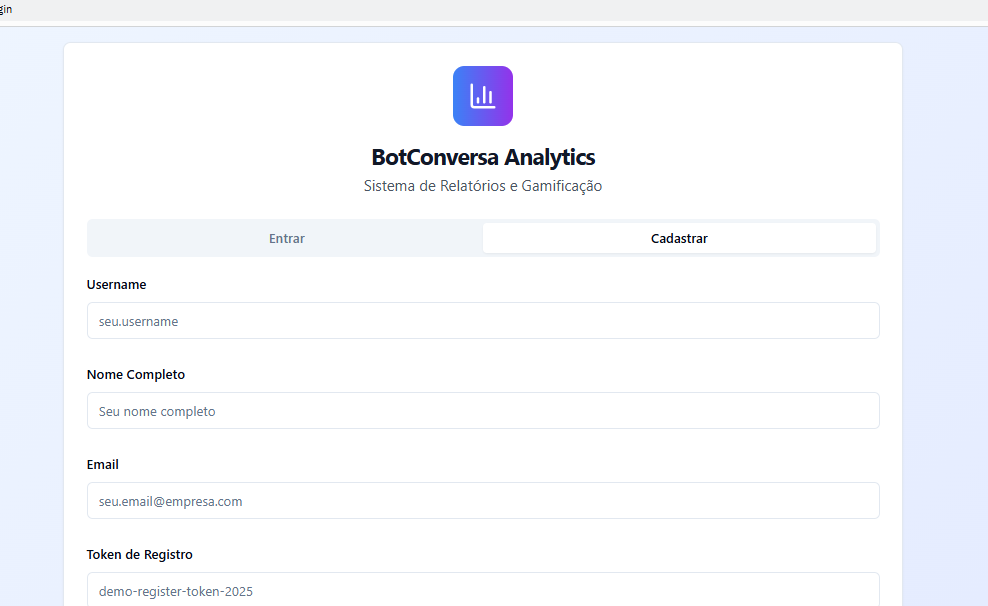 gin
BotConversa Analytics
Sistema de Relatórios e Gamificação
Entrar
Cadastrar
Username
seu.username
Nome Completo
Seu nome completo
Email
seu.email@empresa.com
Token de Registro
demo-register-token-2025